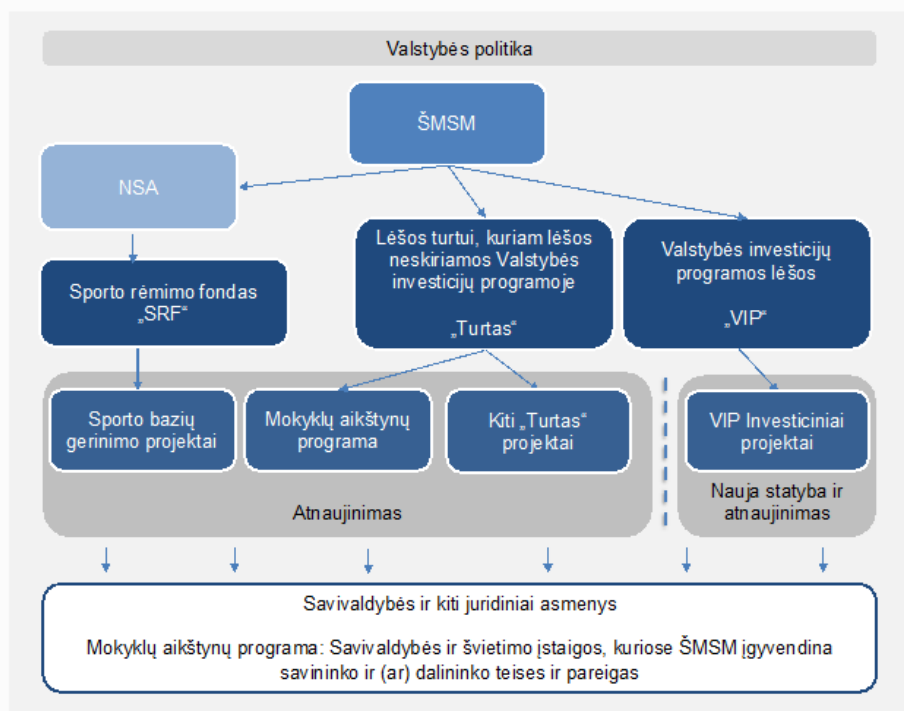 Valstybės politika
ŠMSM
NSA
Lėšos turtui, kuriam lėšos
neskiriamos Valstybės
investicijų programoje
„Turtas“
Valstybės investicijų
programos lėšos
„VIP“
Sporto rėmimo fondas
„SRF“
Sporto bazių
gerinimo projektai
Mokyklų aikštynų
programa
Kiti „Turtas“
projektai
VIP Investiciniai
projektai
Atnaujinimas
Nauja statyba ir
atnaujinimas
Savivaldybės ir kiti juridiniai asmenys
Mokyklų aikštynų programa: Savivaldybės ir švietimo įstaigos, kuriose ŠMSM įgyvendina
savininko ir (ar) dalininko teises ir pareigas